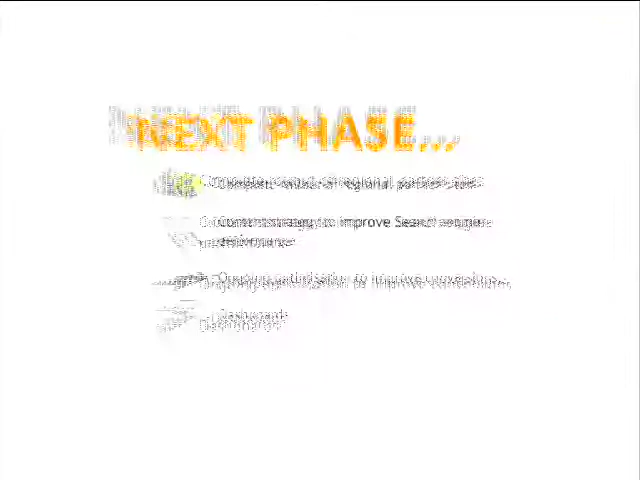 NEXT PHASE...
Complete rollout of regional partner sites
Content strategy to improve Search engine
performance
Ongoing optimisation to improve conversions
Dashboards